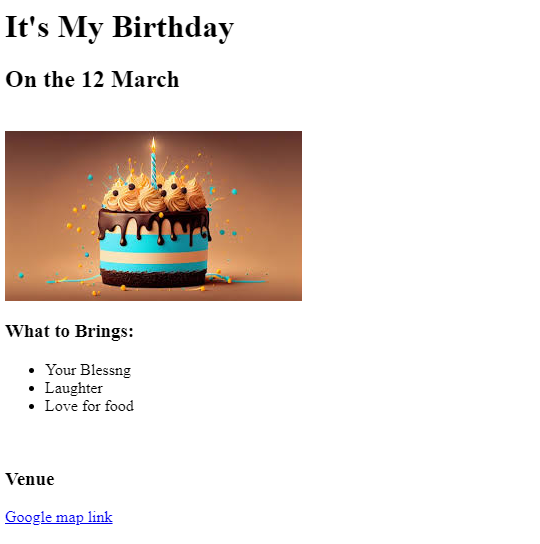 It's My Birthday
On the 12 March
What to Brings:
Your Blessng
Laughter
Love for food
Venue
Google map link